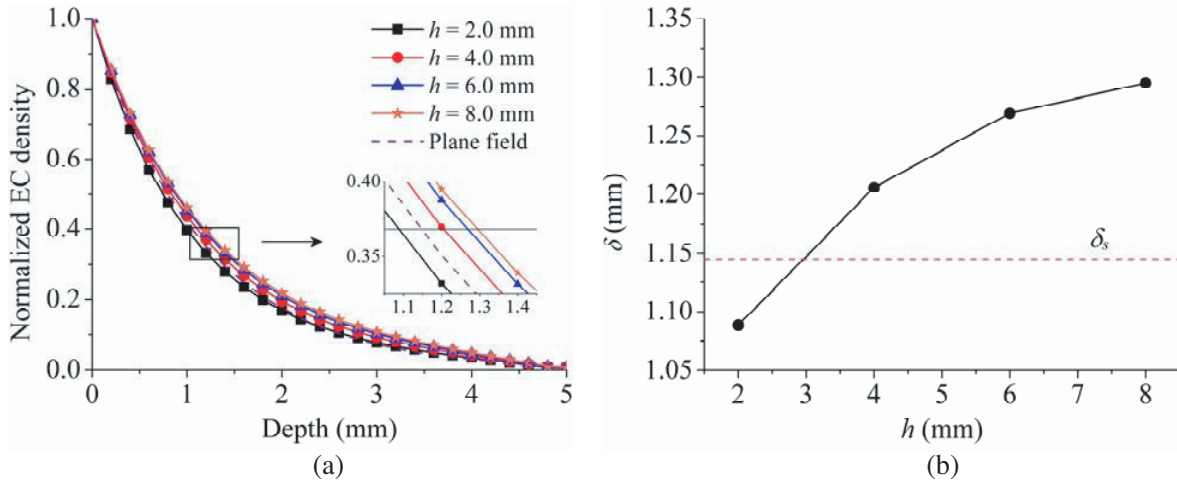 Normalized EC density
1.0
0.8
0.6
0.4
0.2
0.0
0
1
2
3
4
5
Depth (mm)
h = 2.0 mm
h = 4.0 mm
h = 6.0 mm
h = 8.0 mm
Plane field
0.40
0.35
1.1
1.2
1.3
1.4
(a)
δ (mm)
1.35
1.30
1.25
1.20
1.15
1.10
1.05
δs
2
3
4
5
6
7
8
h (mm)
(b)